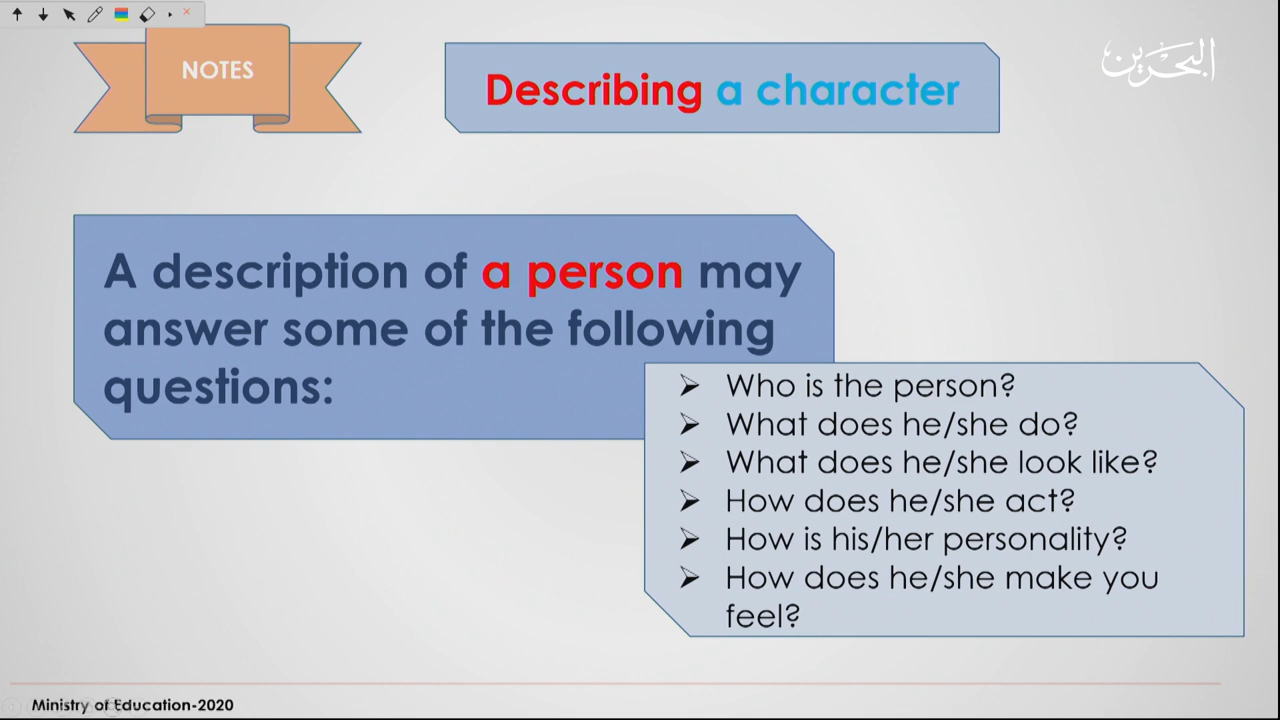 NOTES
Describing a character
البحرين
A description of a person may
answer some of the following
questions:
➢ Who is the person?
➢ What does he/she do?
➢ What does he/she look like?
➢ How does he/she act?
➢ How is his/her personality?
➢ How does he/she make you
feel?
Ministry of Education-2020